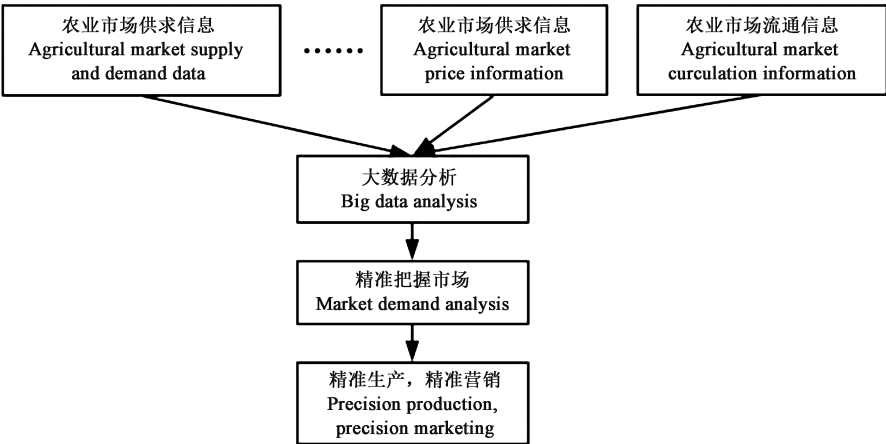 农业市场供求信息
Agricultural market supply
and demand data
……
农业市场供求信息
Agricultural market
price information
农业市场流通信息
Agricultural market
curculation information
大数据分析
Big data analysis
精准把握市场
Market demand analysis
精准生产，精准营销
Precision production,
precision marketing